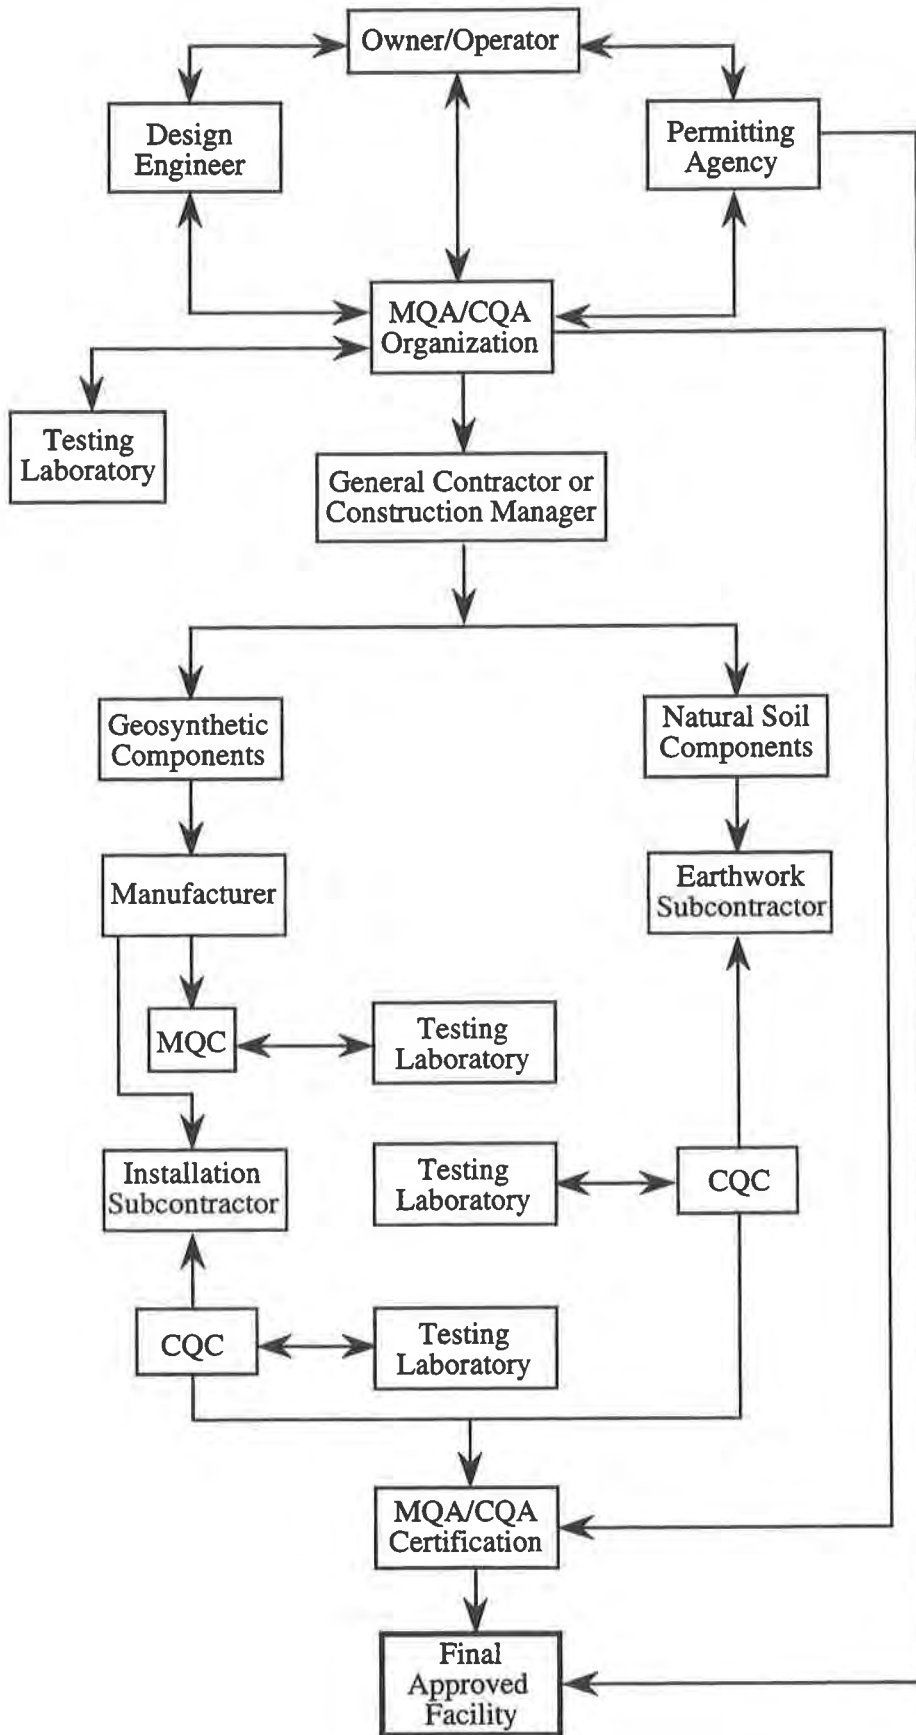 Owner/Operator
Design
Engineer
Permitting
Agency
MQA/CQA
Organization
Testing
Laboratory
General Contractor or
Construction Manager
Geosynthetic
Components
Natural Soil
Components
Manufacturer
Earthwork
Subcontractor
MQC
Testing
Laboratory
Installation
Subcontractor
Testing
Laboratory
CQC
CQC
Testing
Laboratory
MQA/CQA
Certification
Final
Approved
Facility